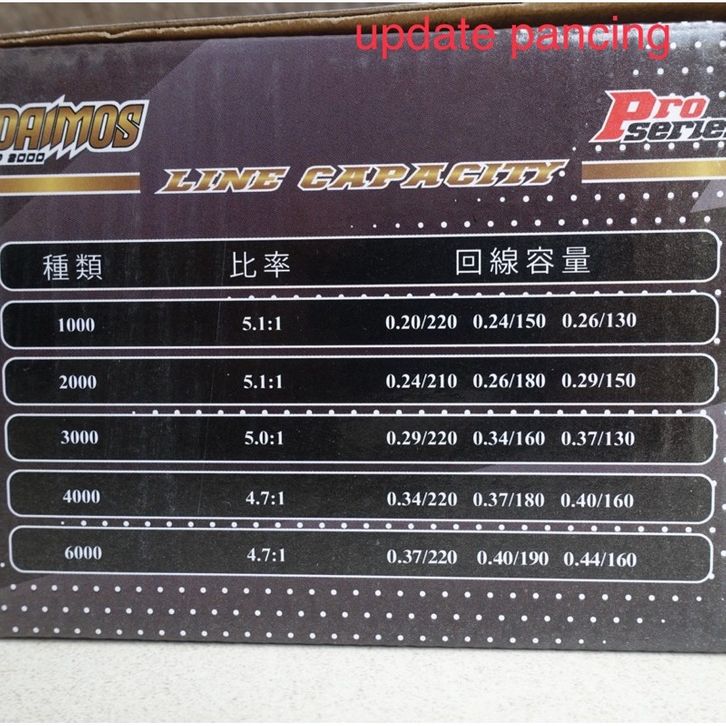 update pancing
DAIMOS
2000
Pro
serie
LINE CAPACITY
種類 比率 回線容量
1000 5.1:1 0.20/220 0.24/150 0.26/130
2000 5.1:1 0.24/210 0.26/180 0.29/150
3000 5.0:1 0.29/220 0.34/160 0.37/130
4000 4.7:1 0.34/220 0.37/180 0.40/160
6000 4.7:1 0.37/220 0.40/190 0.44/160